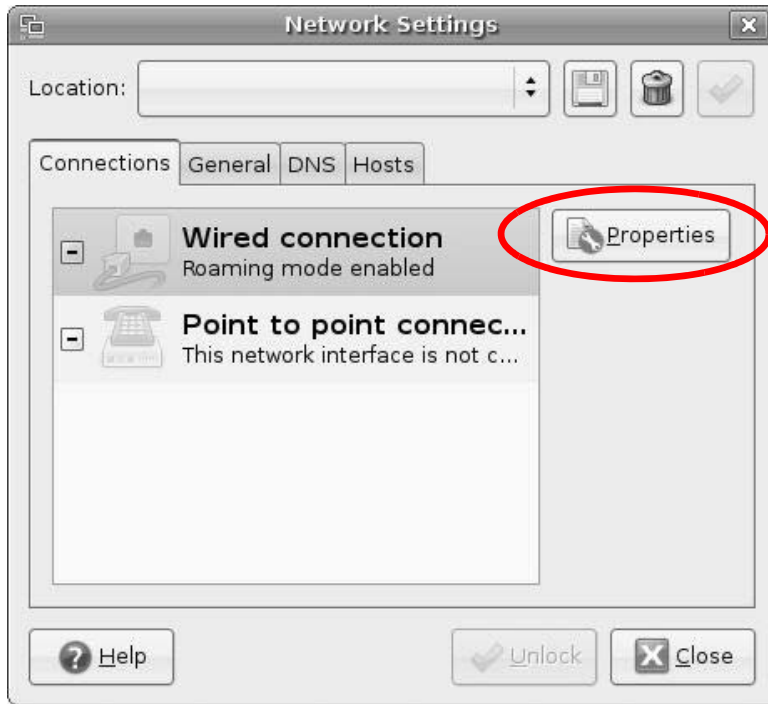 Network Settings
Location:
Connections General DNS Hosts
Wired connection
Roaming mode enabled
Properties
Point to point connec...
This network interface is not c...
Help Unlock Close